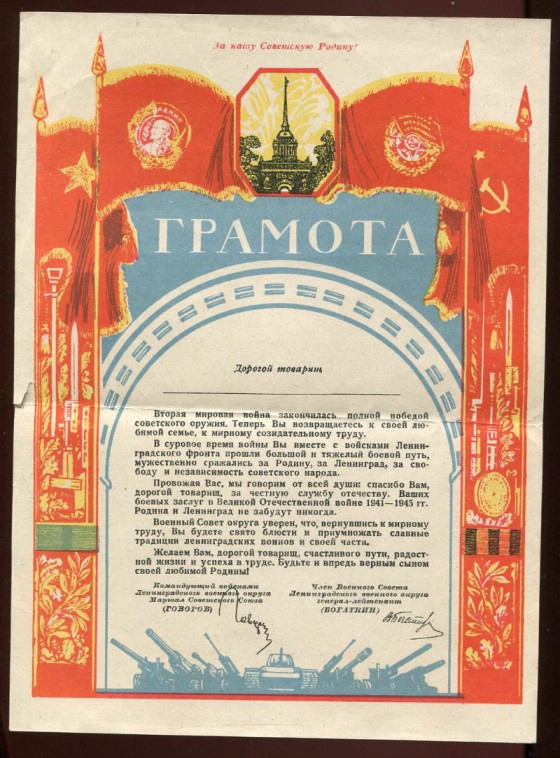 За нашу Советскую Родину!
ГРАМОТА
Дорогой товарищ
Вторая мировая война закончилась полной победой
советского оружия. Теперь Вы возвращаетесь к своей лю-
бимой семье, к мирному созидательному труду.
В суровое время войны Вы вместе с войсками Ленин-
градского фронта прошли большой и тяжелый боевой путь,
мужественно сражались за Родину, за Ленинград, за сво-
боду и независимость советского народа.
Провожая Вас, мы говорим от всей души: спасибо Вам,
дорогой товарищ, за честную службу отечеству. Ваших
боевых заслуг в Великой Отечественной войне 1941—1945 гг.
Родина и Ленинград не забудут никогда.
Военный Совет округа уверен, что, вернувшись к мирному
труду, Вы будете свято блюсти и приумножать славные
традиции ленинградских воинов и своей части.
Желаем Вам, дорогой товарищ, счастливого пути, радост-
ной жизни и успеха в труде. Будьте и впредь верным сыном
своей любимой Родины!
Командующий войсками
Ленинградского военного округа
Маршал Советского Союза
(ГОВОРОВ)
Член Военного Совета
Ленинградского военного округа
генерал-лейтенант
(БОГАТКИН)